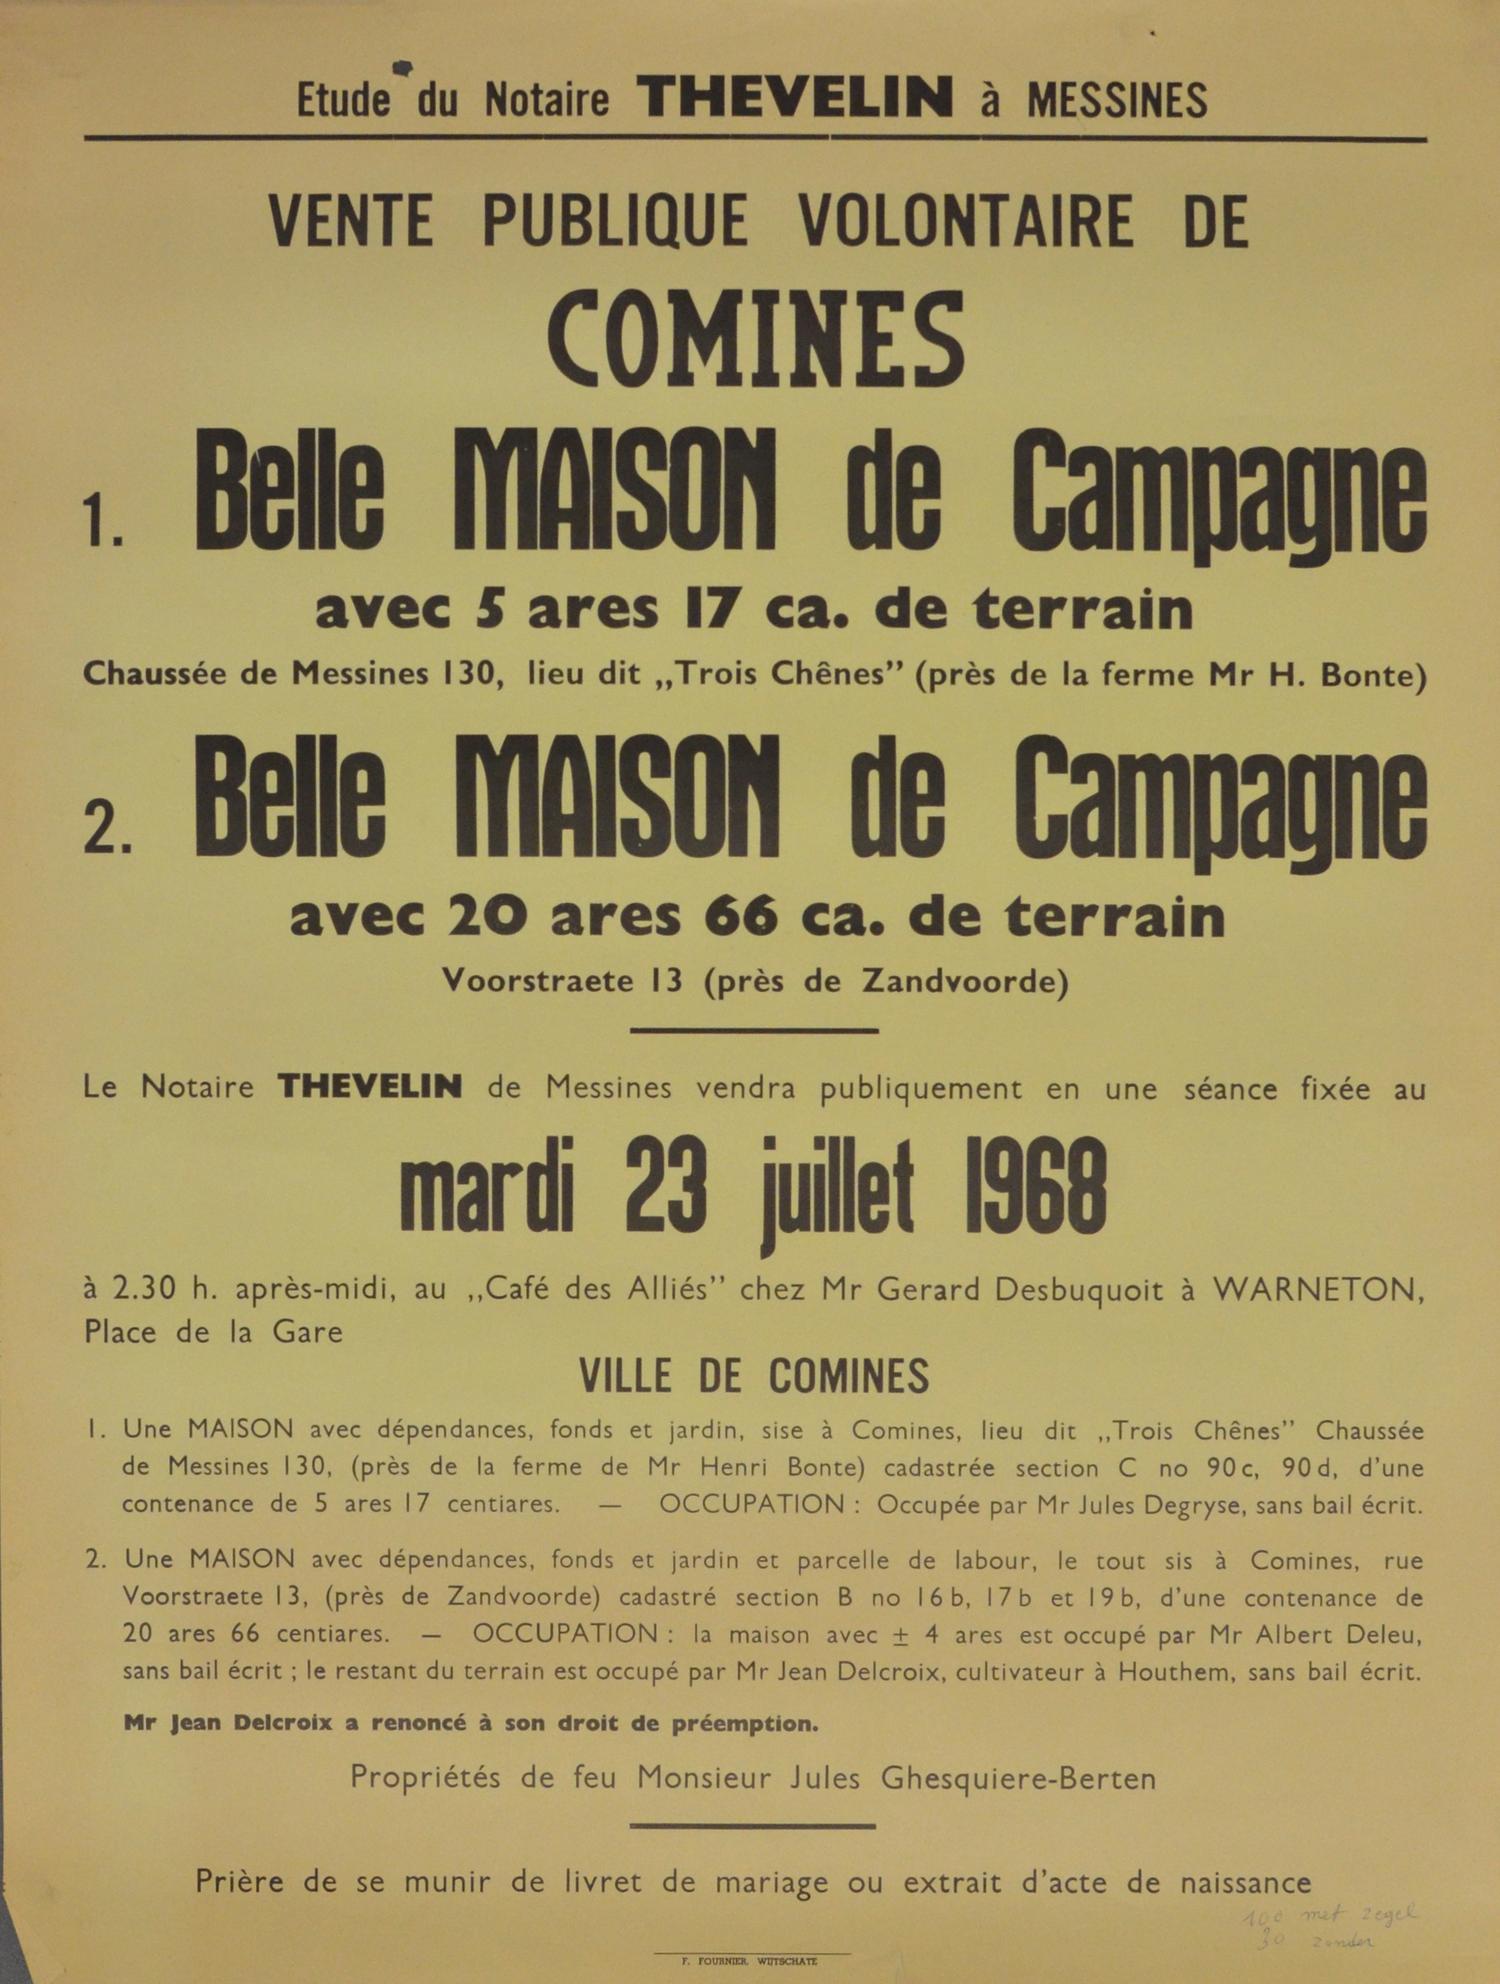 Etude du Notaire THEVELIN à MESSINES
VENTE PUBLIQUE VOLONTAIRE DE
COMINES
1. Belle MAISON de Campagne
avec 5 ares 17 ca. de terrain
Chaussée de Messines 130, lieu dit „Trois Chênes” (près de la ferme Mr H. Bonte)
2. Belle MAISON de Campagne
avec 20 ares 66 ca. de terrain
Voorstraete 13 (près de Zandvoorde)
Le Notaire THEVELIN de Messines vendra publiquement en une séance fixée au
mardi 23 juillet 1968
à 2.30 h. après-midi, au „Café des Alliés” chez Mr Gerard Desbuquoit à WARNETON,
Place de la Gare
VILLE DE COMINES
1. Une MAISON avec dépendances, fonds et jardin, sise à Comines, lieu dit „Trois Chênes” Chaussée
de Messines 130, (près de la ferme de Mr Henri Bonte) cadastrée section C no 90c, 90d, d'une
contenance de 5 ares 17 centiares. — OCCUPATION : Occupée par Mr Jules Degryse, sans bail écrit.
2. Une MAISON avec dépendances, fonds et jardin et parcelle de labour, le tout sis à Comines, rue
Voorstraete 13, (près de Zandvoorde) cadastré section B no 16b, 17b et 19b, d'une contenance de
20 ares 66 centiares. — OCCUPATION : la maison avec ± 4 ares est occupé par Mr Albert Deleu,
sans bail écrit ; le restant du terrain est occupé par Mr Jean Delcroix, cultivateur à Houthem, sans bail écrit.
Mr Jean Delcroix a renoncé à son droit de préemption.
Propriétés de feu Monsieur Jules Ghesquiere-Berten
Prière de se munir de livret de mariage ou extrait d'acte de naissance
100 met zegel
30 zonder
F. FOURNIER, WIJTSCHATE